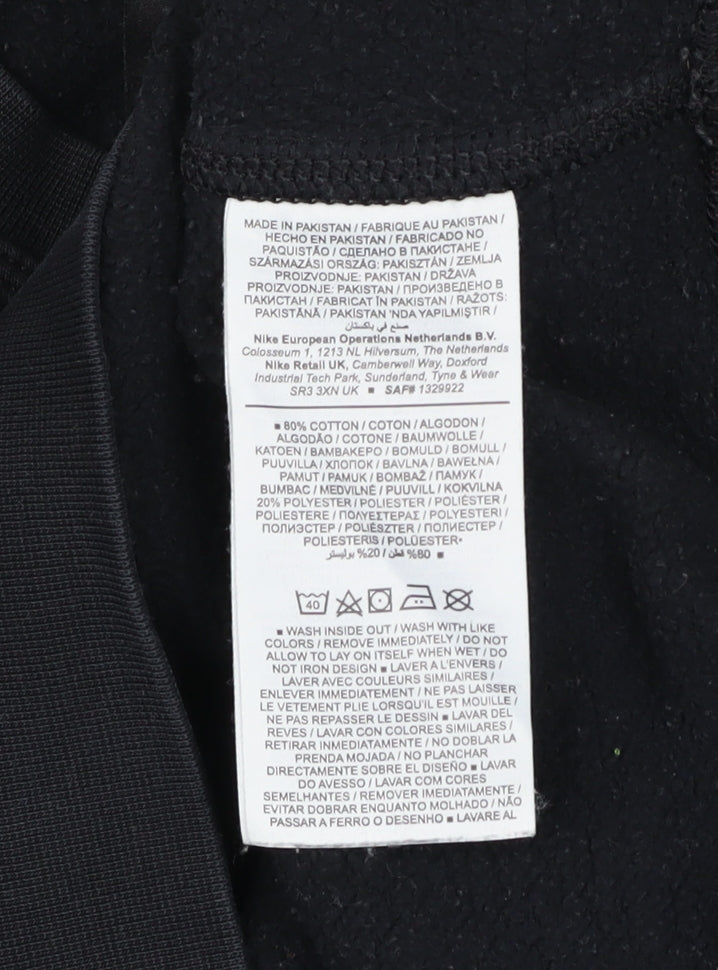 MADE IN PAKISTAN / FABRIQUE AU PAKISTAN /
HECHO EN PAKISTAN / FABRICADO NO
PAQUISTÃO / СДЕЛАНО В ПАКИСТАНЕ /
SZÁRMAZÁSI ORSZÁG: PAKISZTÁN / ZEMLJA
PROIZVODNJE: PAKISTAN / DRŽAVA
PROIZVODNJE: PAKISTAN / ПРОИЗВЕДЕНО В
ПАКИСТАН / FABRICAT ÎN PAKISTAN / RAŽOTS:
PAKISTĀNĀ / PAKISTAN 'NDA YAPILMIŞTIR /
صنع في باكستان
Nike European Operations Netherlands B.V.
Colosseum 1, 1213 NL Hilversum, The Netherlands
Nike Retail UK, Camberwell Way, Doxford
Industrial Tech Park, Sunderland, Tyne & Wear
SR3 3XN UK ■ SAF# 1329922
■ 80% COTTON / COTON / ALGODON /
ALGODÃO / COTONE / BAUMWOLLE /
KATOEN / ΒΑΜΒΑΚΕΡΟ / BOMULD / BOMULL /
PUUVILLA / ХЛОПОК / BAVLNA / BAWEŁNA /
PAMUT / PAMUK / BOMBAŽ / ПАМУК /
BUMBAC / MEDVILNĖ / PUUVILL / KOKVILNA
20% POLYESTER / POLIESTER / POLIÉSTER /
POLIESTERE / ΠΟΛΥΕΣΤΕΡΑΣ / POLYESTERI /
ПОЛИЭСТЕР / POLIÉSZTER / ПОЛИЕСТЕР /
POLIESTERIS / POLÜESTER▪
■ 80% قطن / 20% بوليستر
40
■ WASH INSIDE OUT / WASH WITH LIKE
COLORS / REMOVE IMMEDIATELY / DO NOT
ALLOW TO LAY ON ITSELF WHEN WET / DO
NOT IRON DESIGN ■ LAVER A L'ENVERS /
LAVER AVEC COULEURS SIMILAIRES /
ENLEVER IMMEDIATEMENT / NE PAS LAISSER
LE VETEMENT PLIE LORSQU'IL EST MOUILLE /
NE PAS REPASSER LE DESSIN ■ LAVAR DEL
REVES / LAVAR CON COLORES SIMILARES /
RETIRAR INMEDIATAMENTE / NO DOBLAR LA
PRENDA MOJADA / NO PLANCHAR
DIRECTAMENTE SOBRE EL DISEÑO ■ LAVAR
DO AVESSO / LAVAR COM CORES
SEMELHANTES / REMOVER IMEDIATAMENTE /
EVITAR DOBRAR ENQUANTO MOLHADO / NÃO
PASSAR A FERRO O DESENHO ■ LAVARE AL